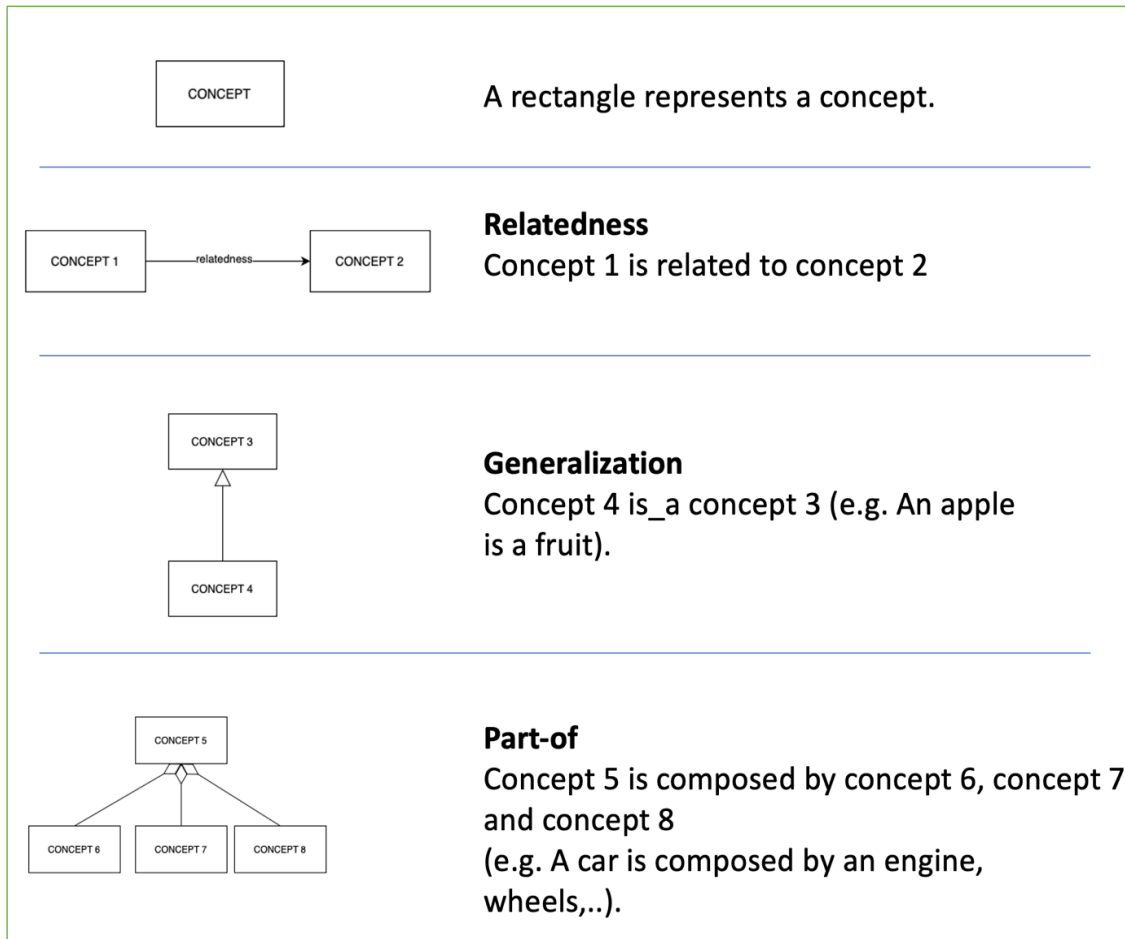 CONCEPT
A rectangle represents a concept.
CONCEPT 1
relatedness
CONCEPT 2
Relatedness
Concept 1 is related to concept 2
CONCEPT 3
CONCEPT 4
Generalization
Concept 4 is_a concept 3 (e.g. An apple
is a fruit).
CONCEPT 5
CONCEPT 6
CONCEPT 7
CONCEPT 8
Part-of
Concept 5 is composed by concept 6, concept 7
and concept 8
(e.g. A car is composed by an engine,
wheels,..).